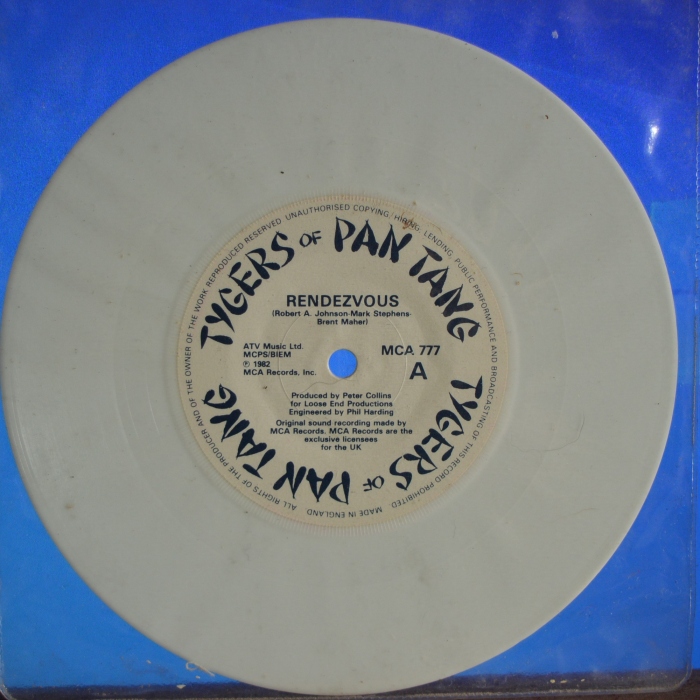 ALL RIGHTS OF THE PRODUCER AND OF THE OWNER OF THE WORK REPRODUCED RESERVED UNAUTHORISED COPYING HIRING LENDING, PUBLIC PERFORMANCE AND BROADCASTING OF THIS RECORD PROHIBITED. MADE IN ENGLAND
TYGERS OF PAN TANG
TYGERS OF PAN TANG
RENDEZVOUS
(Robert A. Johnson-Mark Stephens-
Brent Maher)
ATV Music Ltd.
MCPS/BIEM
℗ 1982
MCA Records, Inc.
MCA 777
A
Produced by Peter Collins
for Loose End Productions
Engineered by Phil Harding
Original sound recording made by
MCA Records. MCA Records are the
exclusive licensees
for the UK